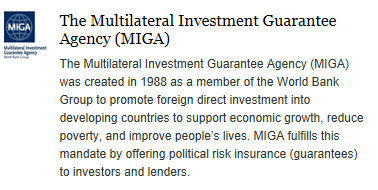 MIGA
Multilateral Investment
Guarantee Agency
World Bank Group
The Multilateral Investment Guarantee
Agency (MIGA)
The Multilateral Investment Guarantee Agency (MIGA)
was created in 1988 as a member of the World Bank
Group to promote foreign direct investment into
developing countries to support economic growth, reduce
poverty, and improve people's lives. MIGA fulfills this
mandate by offering political risk insurance (guarantees)
to investors and lenders.